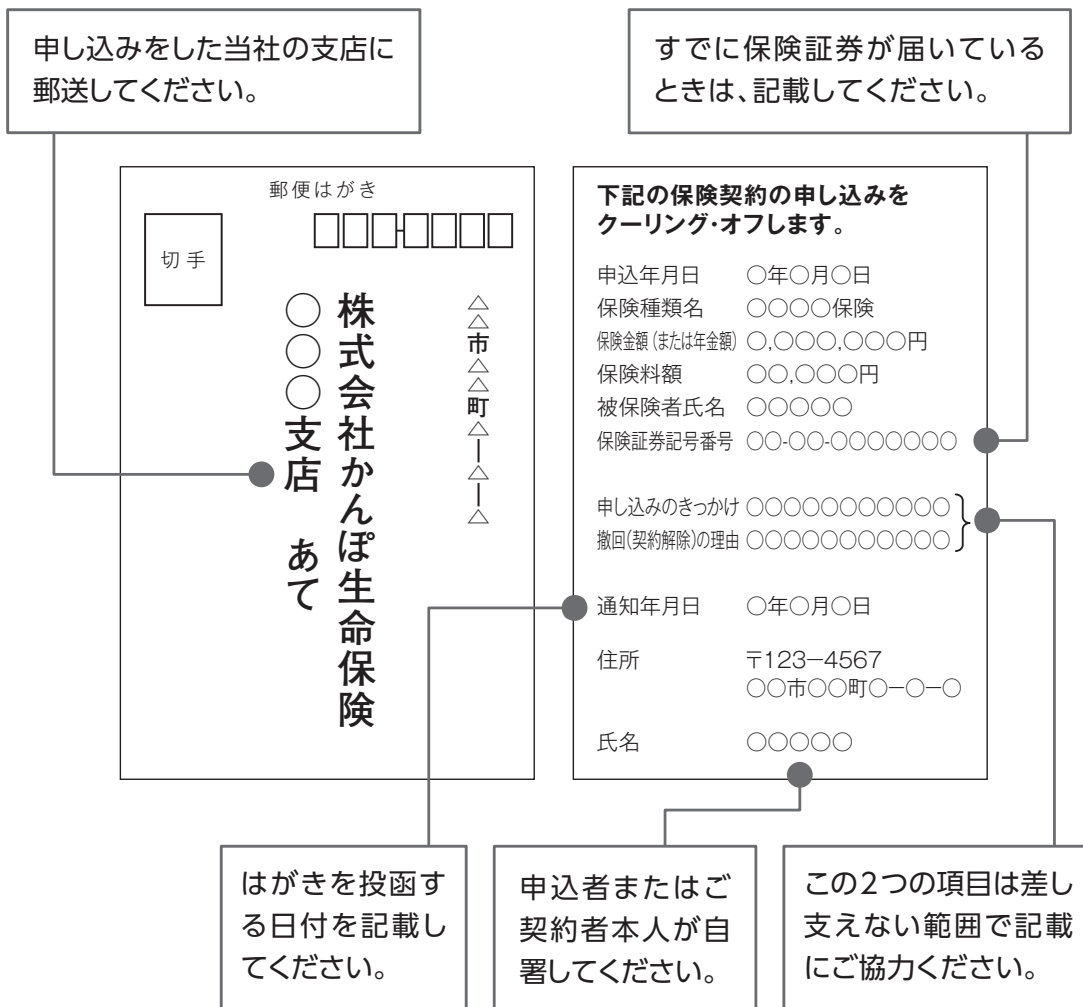 申し込みをした当社の支店に
郵送してください。
すでに保険証券が届いている
ときは、記載してください。
郵便はがき
切手
△△市△△町△ー△ー△
株式会社かんぽ生命保険
○○○支店 あて
下記の保険契約の申し込みを
クーリング・オフします。
申込年月日 ○年○月○日
保険種類名 ○○○○保険
保険金額(または年金額) ○,○○○,○○○円
保険料額 ○○,○○○円
被保険者氏名 ○○○○○
保険証券記号番号 ○○-○○-○○○○○○○
申し込みのきっかけ ○○○○○○○○○○○
撤回(契約解除)の理由 ○○○○○○○○○○○
通知年月日 ○年○月○日
住所 〒123−4567
○○市○○町○−○−○
氏名 ○○○○○
はがきを投函す
る日付を記載し
てください。
申込者またはご
契約者本人が自
署してください。
この2つの項目は差し
支えない範囲で記載
にご協力ください。